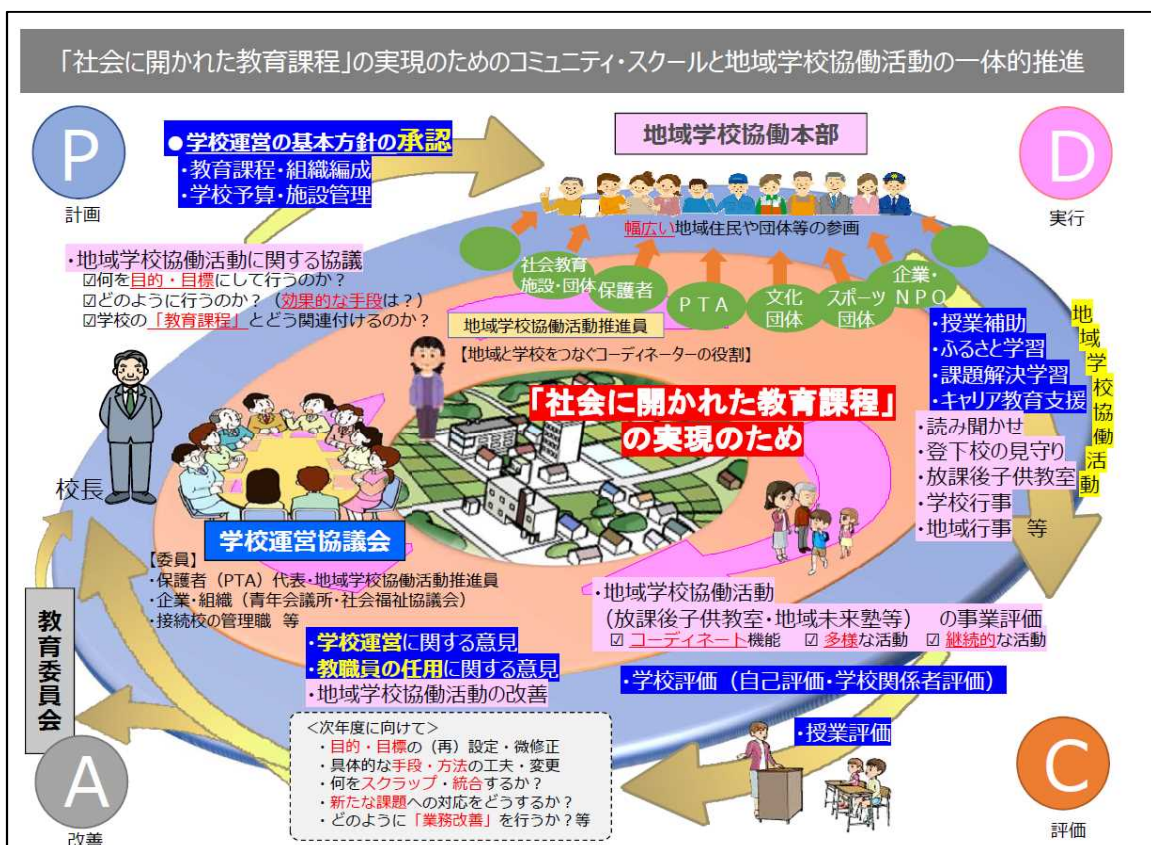 「社会に開かれた教育課程」の実現のためのコミュニティ・スクールと地域学校協働活動の一体的推進
P
計画
●学校運営の基本方針の承認
・教育課程・組織編成
・学校予算・施設管理
地域学校協働本部
D
実行
幅広い地域住民や団体等の参画
・地域学校協働活動に関する協議
☑何を目的・目標にして行うのか？
☑どのように行うのか？（効果的な手段は？）
☑学校の「教育課程」とどう関連付けるのか？
社会教育
施設・団体
保護者
PTA
文化
団体
スポーツ
団体
企業・
NPO
地域学校協働活動推進員
【地域と学校をつなぐコーディネーターの役割】
地域学校協働活動
・授業補助
・ふるさと学習
・課題解決学習
・キャリア教育支援
・読み聞かせ
・登下校の見守り
・放課後子供教室
・学校行事
・地域行事 等
「社会に開かれた教育課程」
の実現のため
校長
学校運営協議会
【委員】
・保護者（PTA）代表・地域学校協働活動推進員
・企業・組織（青年会議所・社会福祉協議会）
・接続校の管理職 等
教育委員会
・地域学校協働活動
(放課後子供教室・地域未来塾等) の事業評価
☑ コーディネート機能 ☑ 多様な活動 ☑ 継続的な活動
・学校運営に関する意見
・教職員の任用に関する意見
・地域学校協働活動の改善
・学校評価（自己評価・学校関係者評価）
・授業評価
＜次年度に向けて＞
・目的・目標の（再）設定・微修正
・具体的な手段・方法の工夫・変更
・何をスクラップ・統合するか？
・新たな課題への対応をどうするか？
・どのように「業務改善」を行うか？等
A
改善
C
評価